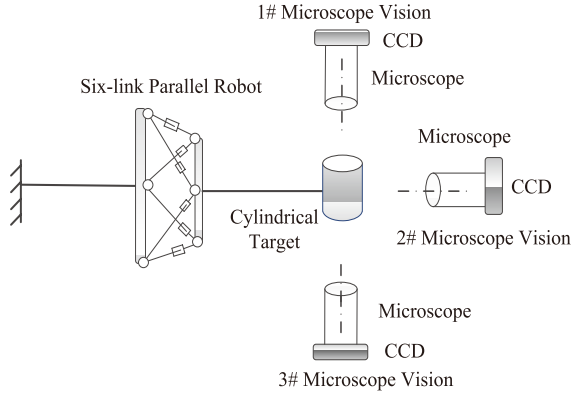 1# Microscope Vision
CCD
Microscope
Six-link Parallel Robot
Microscope
CCD
Cylindrical
Target
2# Microscope Vision
Microscope
CCD
3# Microscope Vision